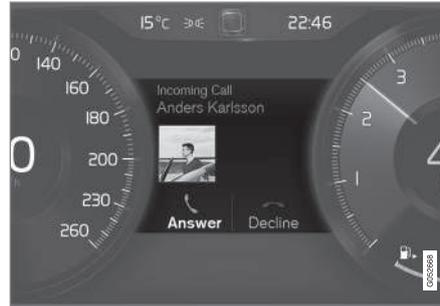 15°C 22:46
0
140
160
180
200
230
260
0
h
Incoming Call
Anders Karlsson
Answer Decline
3
2
1
4
G052668